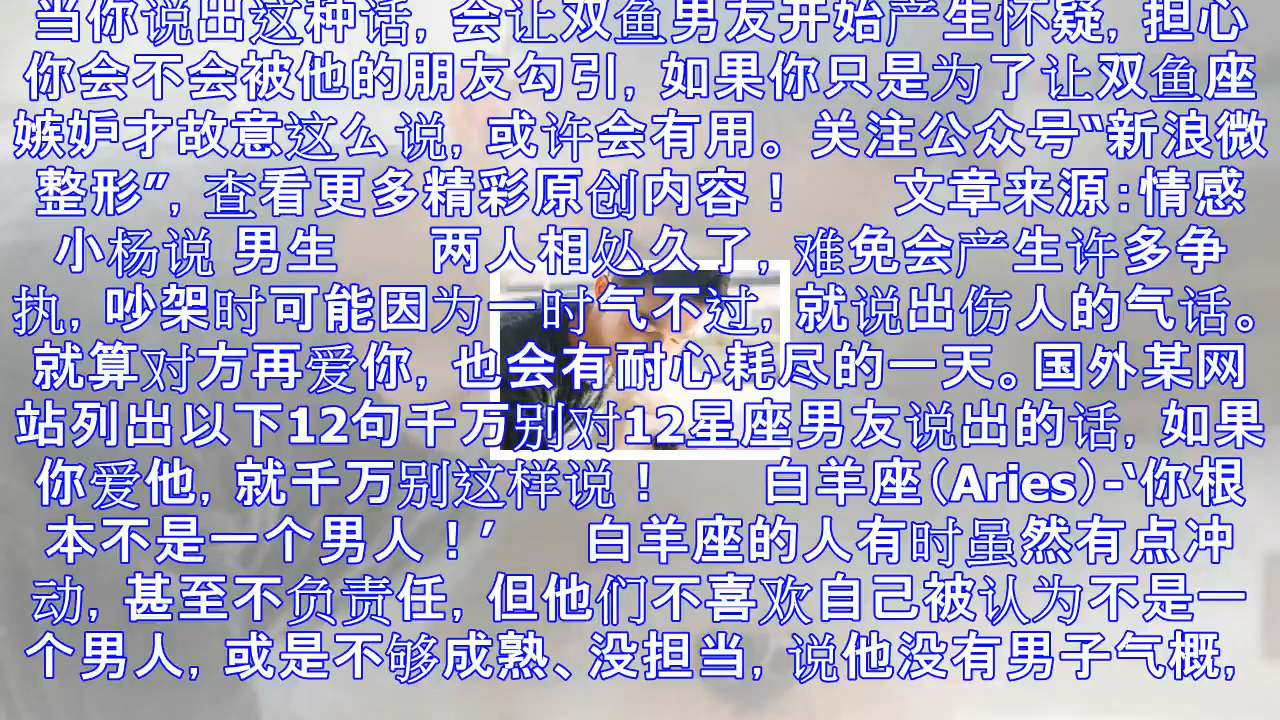 当你说出这种话, 会让双鱼男友开始产生怀疑, 担心
你会不会被他的朋友勾引, 如果你只是为了让双鱼座
嫉妒才故意这么说, 或许会有用。关注公众号“新浪微
整形”, 查看更多精彩原创内容！ 文章来源:情感
小杨说 男生 两人相处久了, 难免会产生许多争
执, 吵架时可能因为一时气不过, 就说出伤人的气话。
就算对方再爱你, 也会有耐心耗尽的一天。国外某网
站列出以下12句千万别对12星座男友说出的话, 如果
你爱他, 就千万别这样说！ 白羊座(Aries)-‘你根
本不是一个男人！’ 白羊座的人有时虽然有点冲
动, 甚至不负责任, 但他们不喜欢自己被认为不是一
个男人, 或是不够成熟、没担当, 说他没有男子气概,